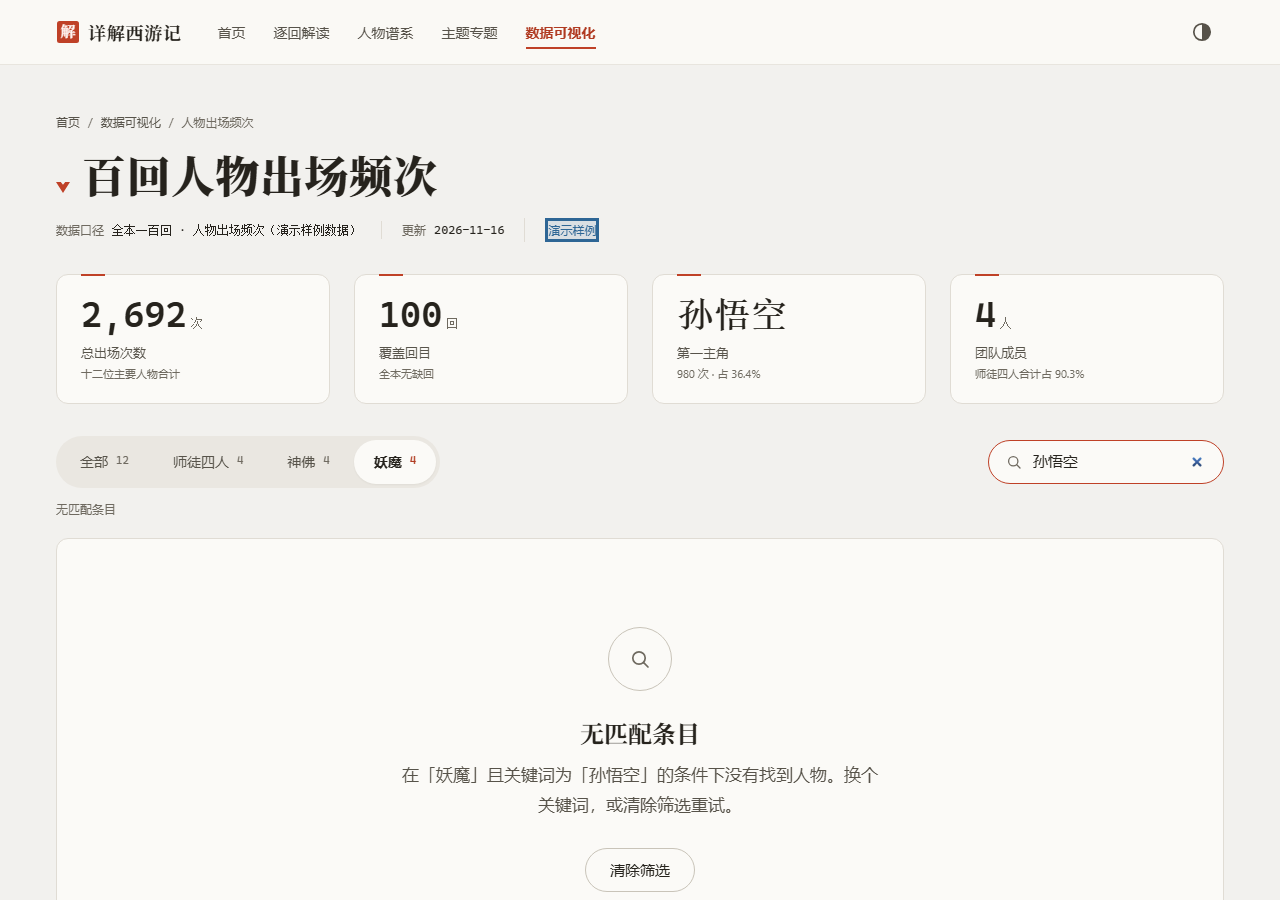 解 详解西游记 首页 逐回解读 人物谱系 主题专题 数据可视化
首页 / 数据可视化 / 人物出场频次
百回人物出场频次
数据口径 全本一百回 · 人物出场频次（演示样例数据） 更新 2026-11-16 演示样例
2,692 次
总出场次数
十二位主要人物合计
100 回
覆盖回目
全本无缺回
孙悟空
第一主角
980 次 · 占 36.4%
4 人
团队成员
师徒四人合计占 90.3%
全部 12 师徒四人 4 神佛 4 妖魔 4
孙悟空
无匹配条目
无匹配条目
在「妖魔」且关键词为「孙悟空」的条件下没有找到人物。换个
关键词，或清除筛选重试。
清除筛选